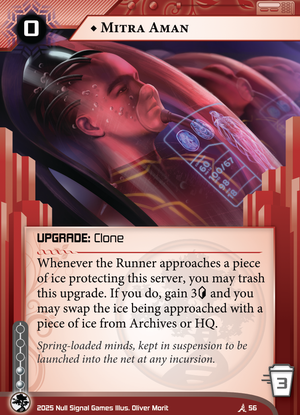 0
♦ Mitra Aman
100/67
60
UPGRADE: Clone
Whenever the Runner approaches a piece
of ice protecting this server, you may trash
this upgrade. If you do, gain 3 and you
may swap the ice being approached with a
piece of ice from Archives or HQ.
Spring-loaded minds, kept in suspension to be
launched into the net at any incursion.
3
2025 Null Signal Games Illus. Oliver Morit
56